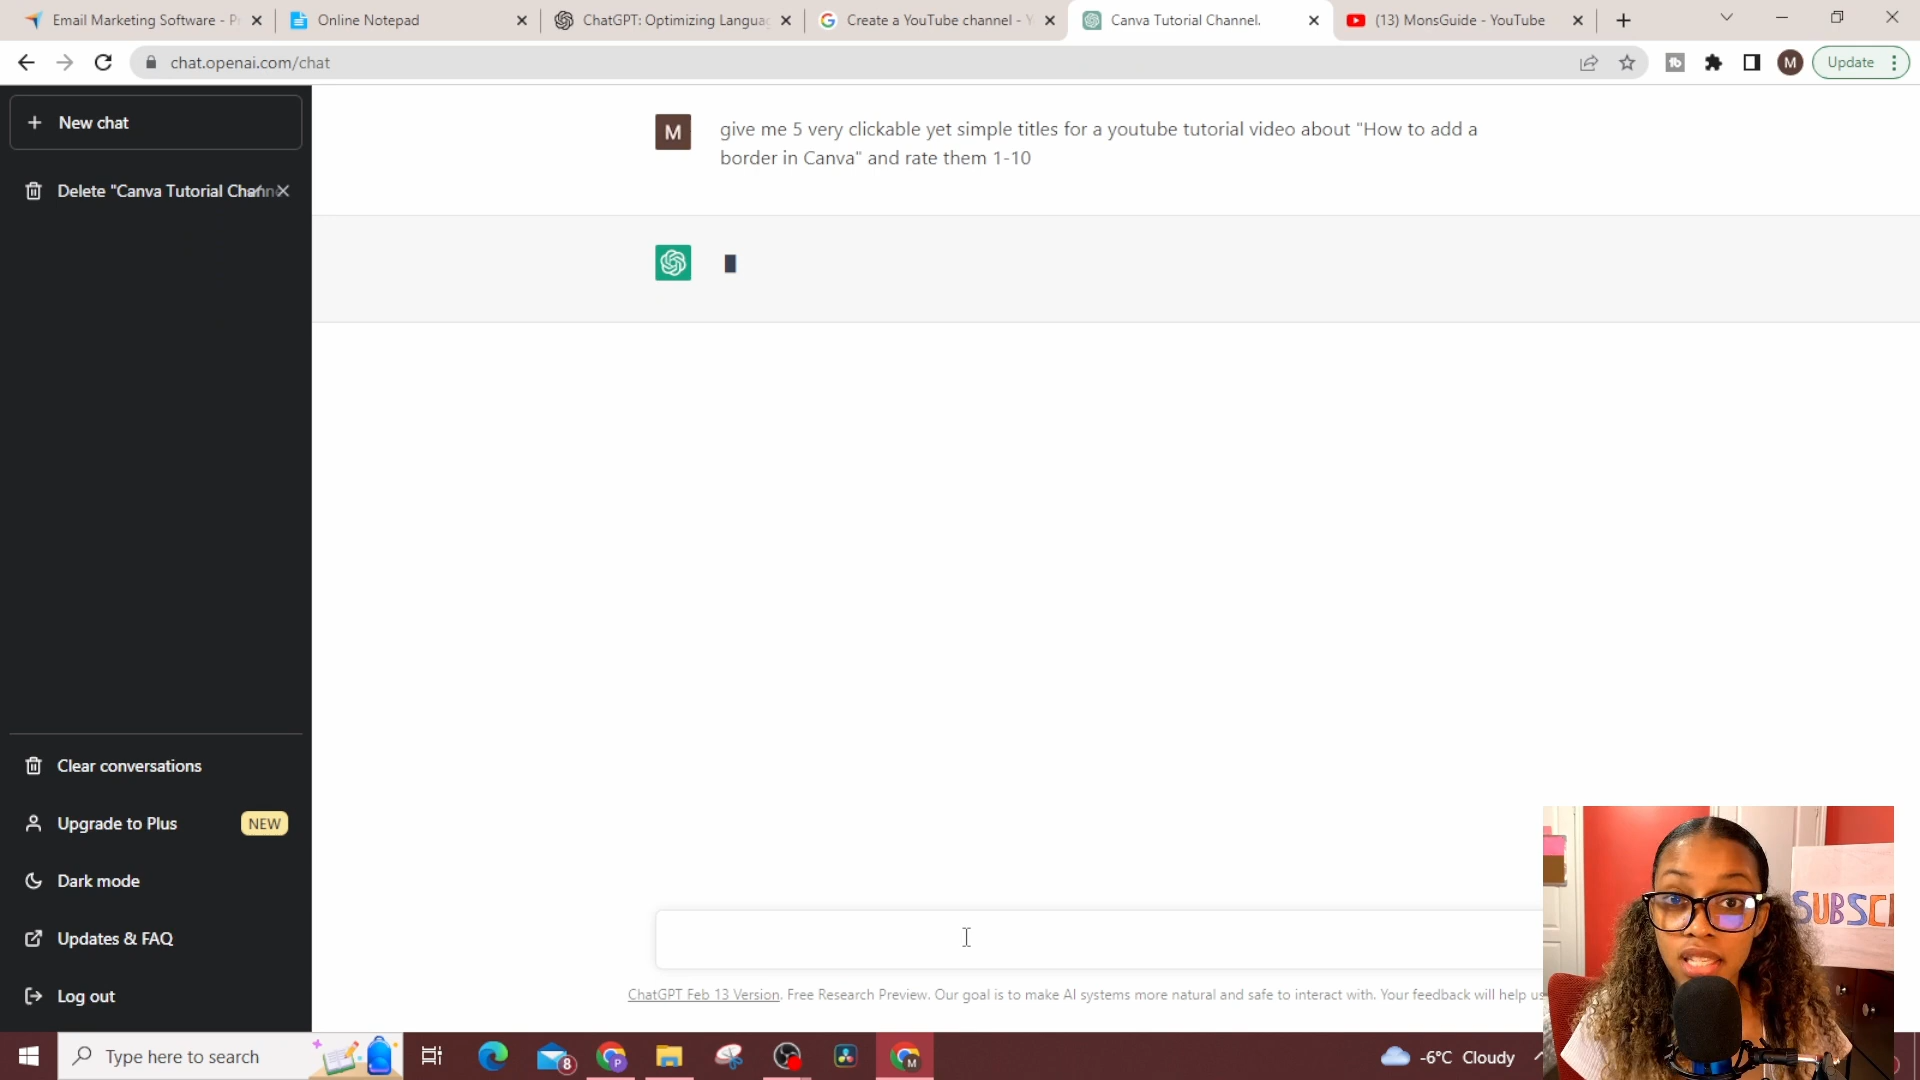 Email Marketing Software - P
Online Notepad
ChatGPT: Optimizing Langua
Create a YouTube channel - Y
Canva Tutorial Channel.
(13) MonsGuide - YouTube
chat.openai.com/chat
M
Update
New chat
Delete "Canva Tutorial Chann
M
give me 5 very clickable yet simple titles for a youtube tutorial video about "How to add a
border in Canva" and rate them 1-10
Clear conversations
Upgrade to Plus
NEW
Dark mode
Updates & FAQ
Log out
SUBSC
ChatGPT Feb 13 Version. Free Research Preview. Our goal is to make AI systems more natural and safe to interact with. Your feedback will help us
Type here to search
8
P
M
-6°C Cloudy